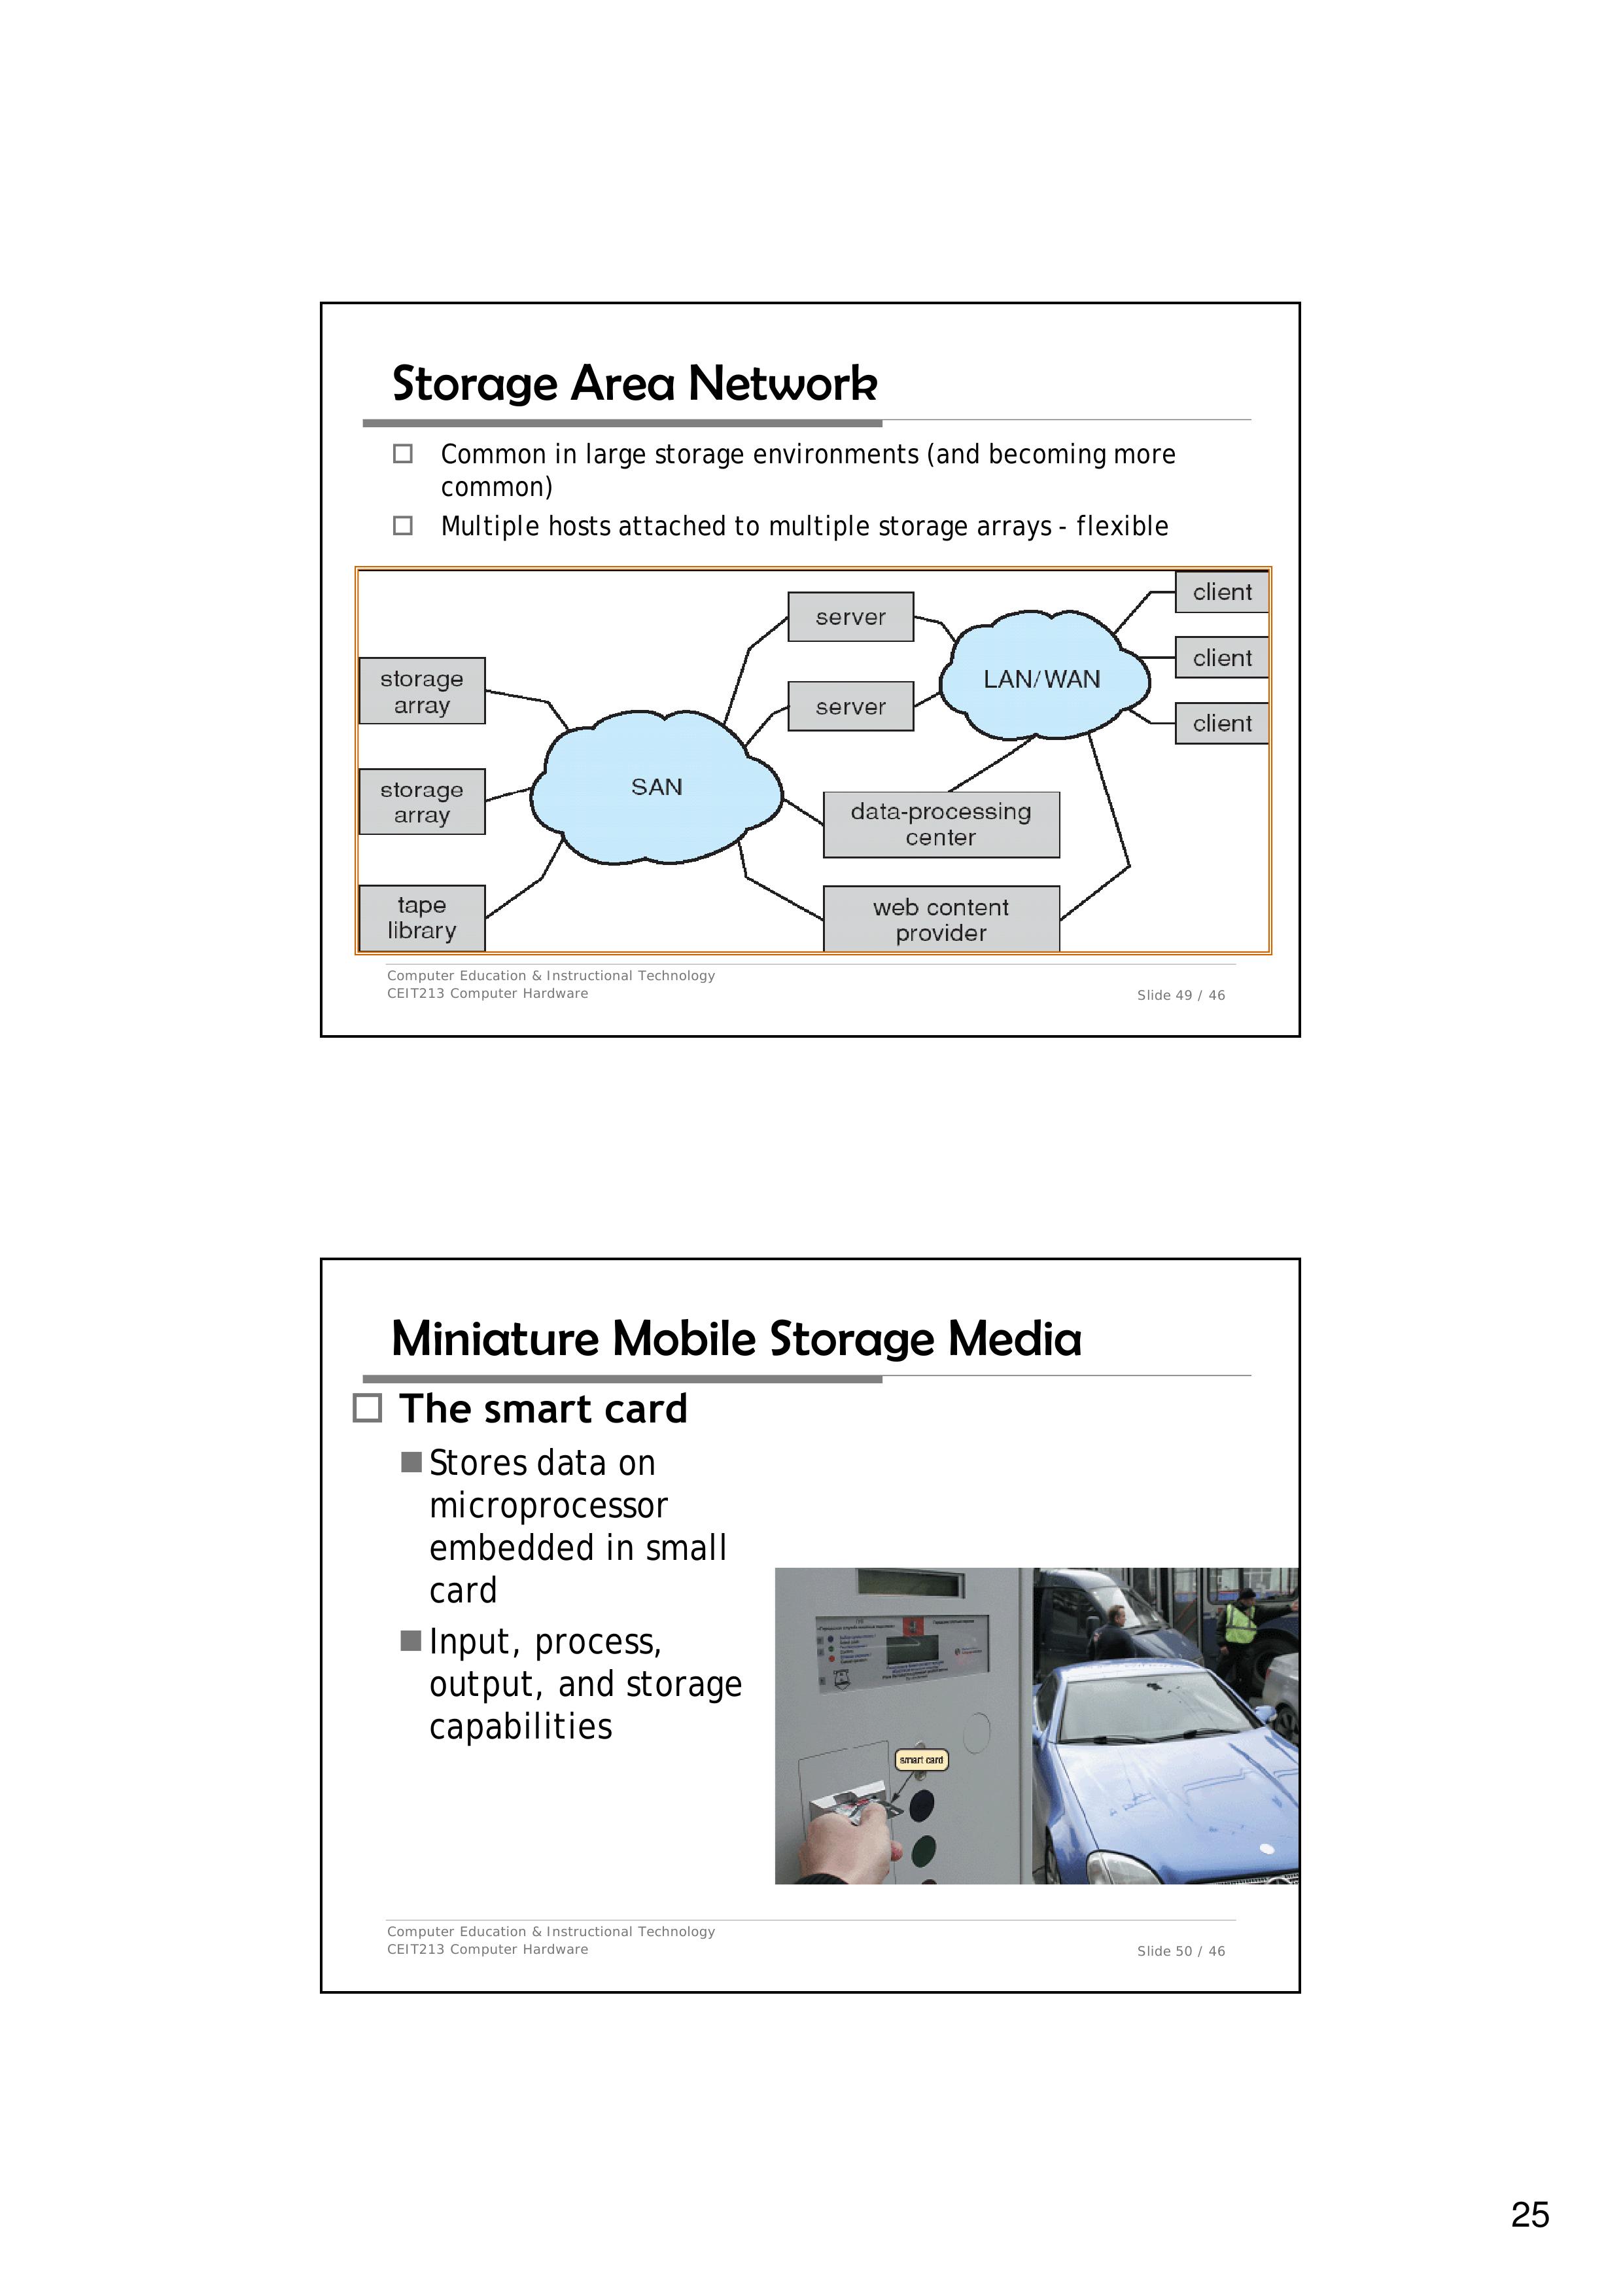 Storage Area Network
Common in large storage environments (and becoming more
common)
Multiple hosts attached to multiple storage arrays - flexible
storage
array
storage
array
tape
library
SAN
server
server
data-processing
center
web content
provider
LAN/WAN
client
client
client
Computer Education & Instructional Technology
CEIT213 Computer Hardware
Slide 49 / 46
Miniature Mobile Storage Media
The smart card
Stores data on
microprocessor
embedded in small
card
Input, process,
output, and storage
capabilities
smart card
Computer Education & Instructional Technology
CEIT213 Computer Hardware
Slide 50 / 46
25